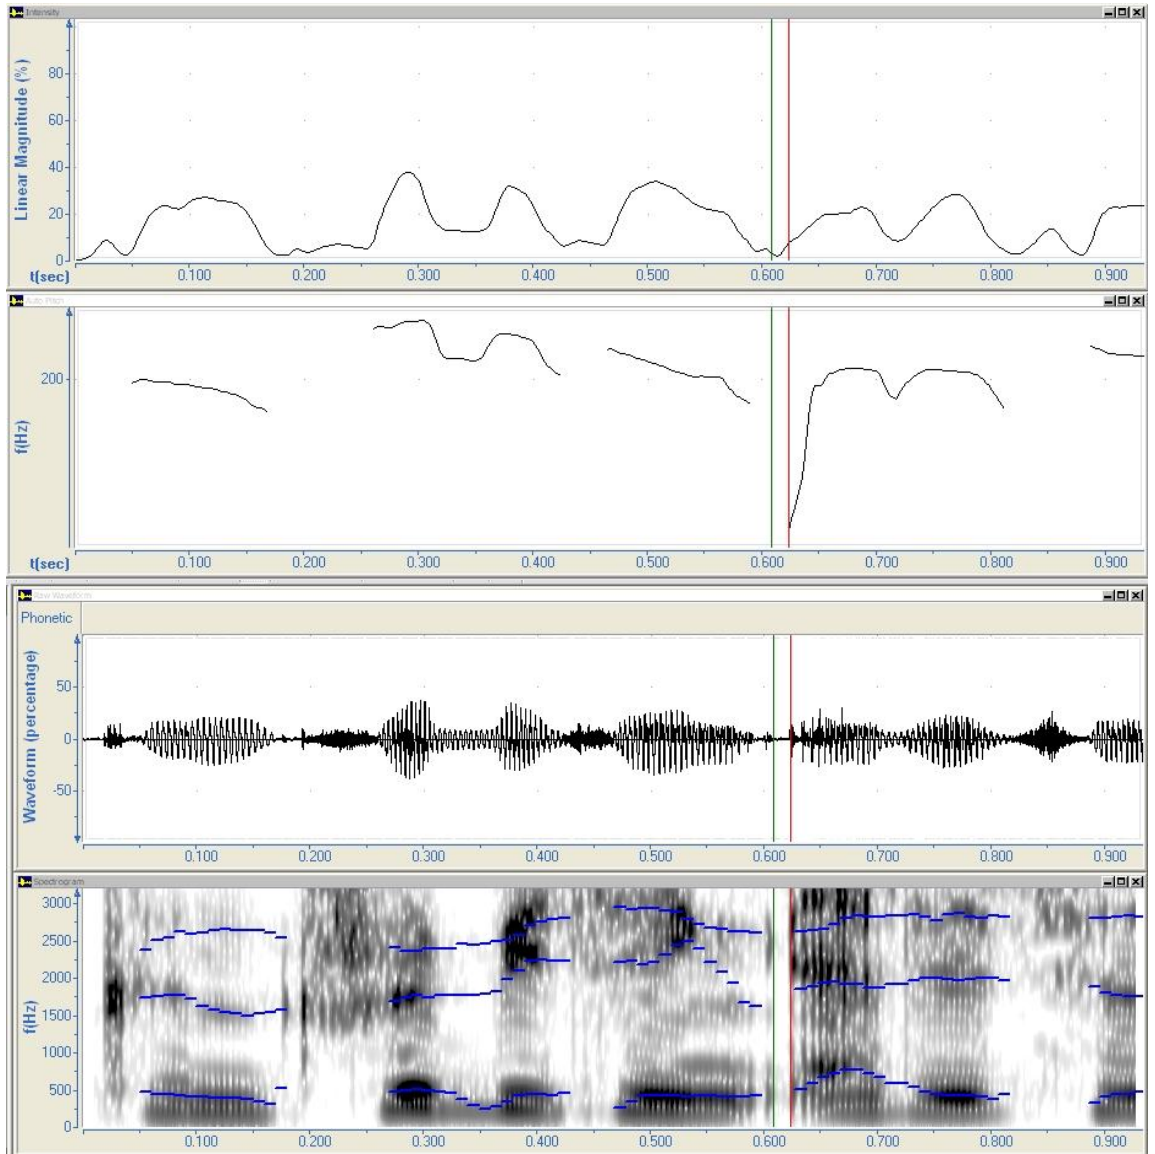 Intensity
Linear Magnitude (%)
80
60
40
20
0
t(sec) 0.100 0.200 0.300 0.400 0.500 0.600 0.700 0.800 0.900
Auto Pitch
f(Hz)
200
t(sec) 0.100 0.200 0.300 0.400 0.500 0.600 0.700 0.800 0.900
Raw Waveform
Phonetic
Waveform (percentage)
50
0
-50
0.100 0.200 0.300 0.400 0.500 0.600 0.700 0.800 0.900
Spectrogram
f(Hz)
3000
2500
2000
1500
1000
500
0
0.100 0.200 0.300 0.400 0.500 0.600 0.700 0.800 0.900